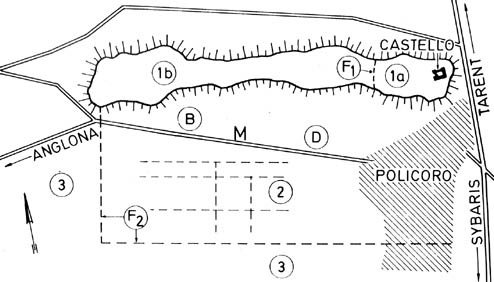 CASTELLO
1b
F1
1a
TARENT
B
M
D
ANGLONA
POLICORO
3
2
F2
SYBARIS
N
3